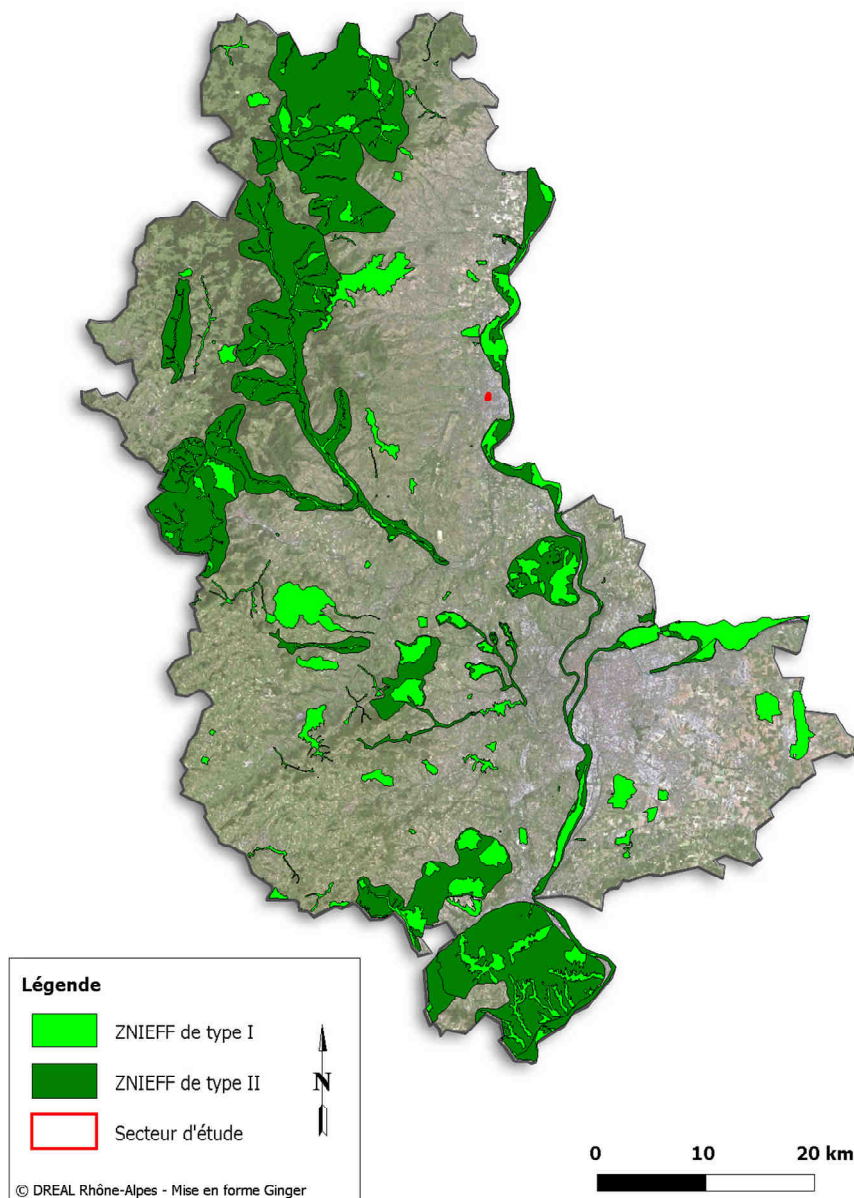 Légende
ZNIEFF de type I
ZNIEFF de type II
Secteur d'étude
N
© DREAL Rhône-Alpes - Mise en forme Ginger
0 10 20 km